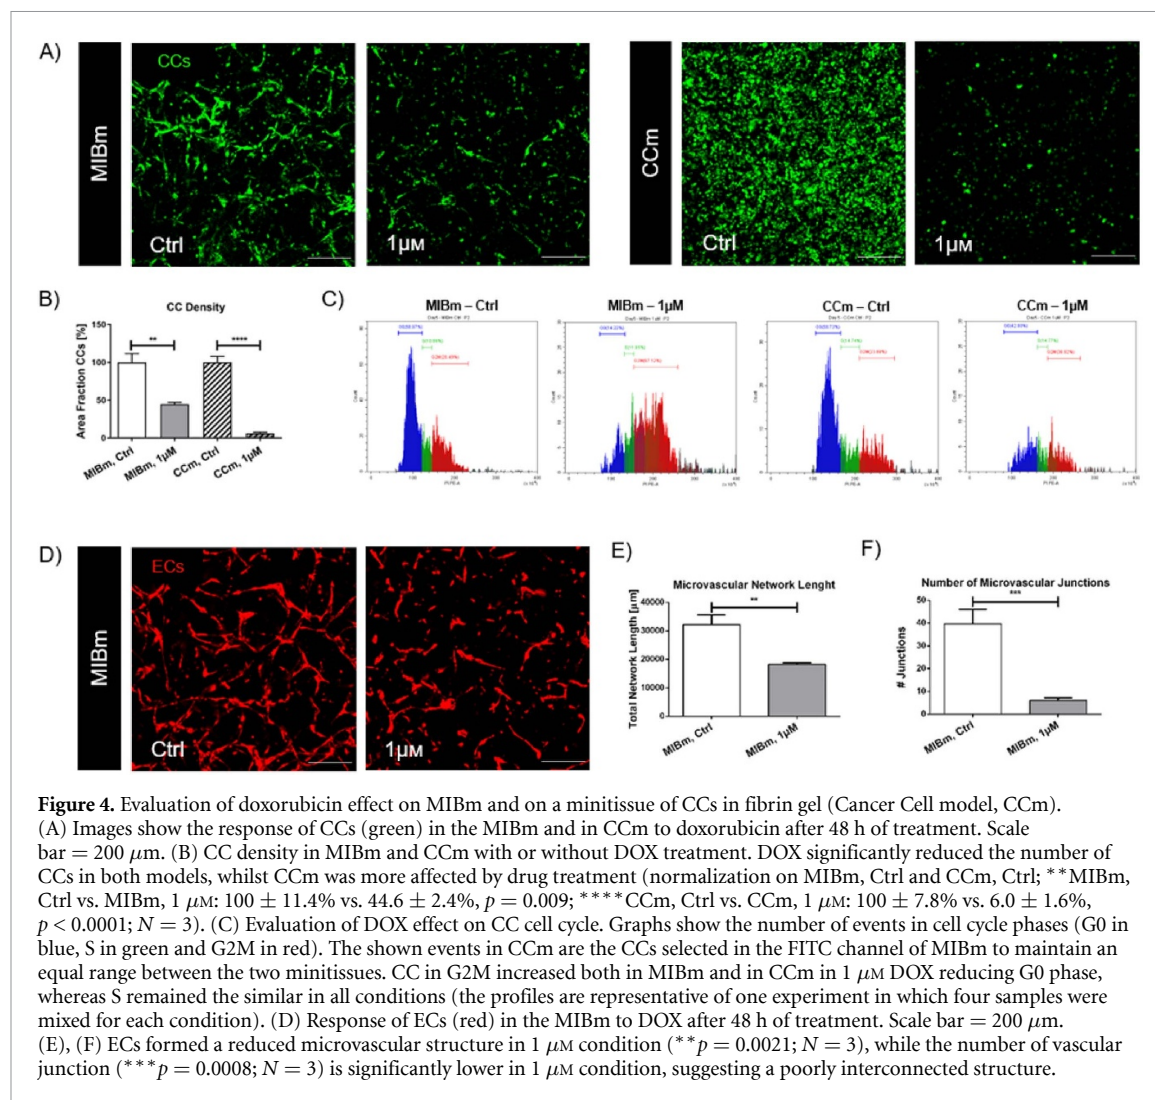 A)
MIBm
CCs
Ctrl
1μM
CCm
Ctrl
1μM
B)
CC Density
Area Fraction CCs [%]
150
100
50
0
**
****
MIBm, Ctrl
MIBm, 1μM
CCm, Ctrl
CCm, 1μM
C)
MIBm – Ctrl
MIBm – 1μM
CCm – Ctrl
CCm – 1μM
D)
MIBm
ECs
Ctrl
1μM
E)
Microvascular Network Lenght
Total Network Length [μm]
40000
30000
20000
10000
0
**
MIBm, Ctrl
MIBm, 1μM
F)
Number of Microvascular Junctions
# Junctions
50
40
30
20
10
0
***
MIBm, Ctrl
MIBm, 1μM
Figure 4. Evaluation of doxorubicin effect on MIBm and on a minitissue of CCs in fibrin gel (Cancer Cell model, CCm).
(A) Images show the response of CCs (green) in the MIBm and in CCm to doxorubicin after 48 h of treatment. Scale
bar = 200 μm. (B) CC density in MIBm and CCm with or without DOX treatment. DOX significantly reduced the number of
CCs in both models, whilst CCm was more affected by drug treatment (normalization on MIBm, Ctrl and CCm, Ctrl; **MIBm,
Ctrl vs. MIBm, 1 μM: 100 ± 11.4% vs. 44.6 ± 2.4%, p = 0.009; ****CCm, Ctrl vs. CCm, 1 μM: 100 ± 7.8% vs. 6.0 ± 1.6%,
p < 0.0001; N = 3). (C) Evaluation of DOX effect on CC cell cycle. Graphs show the number of events in cell cycle phases (G0 in
blue, S in green and G2M in red). The shown events in CCm are the CCs selected in the FITC channel of MIBm to maintain an
equal range between the two minitissues. CC in G2M increased both in MIBm and in CCm in 1 μM DOX reducing G0 phase,
whereas S remained the similar in all conditions (the profiles are representative of one experiment in which four samples were
mixed for each condition). (D) Response of ECs (red) in the MIBm to DOX after 48 h of treatment. Scale bar = 200 μm.
(E), (F) ECs formed a reduced microvascular structure in 1 μM condition (**p = 0.0021; N = 3), while the number of vascular
junction (***p = 0.0008; N = 3) is significantly lower in 1 μM condition, suggesting a poorly interconnected structure.